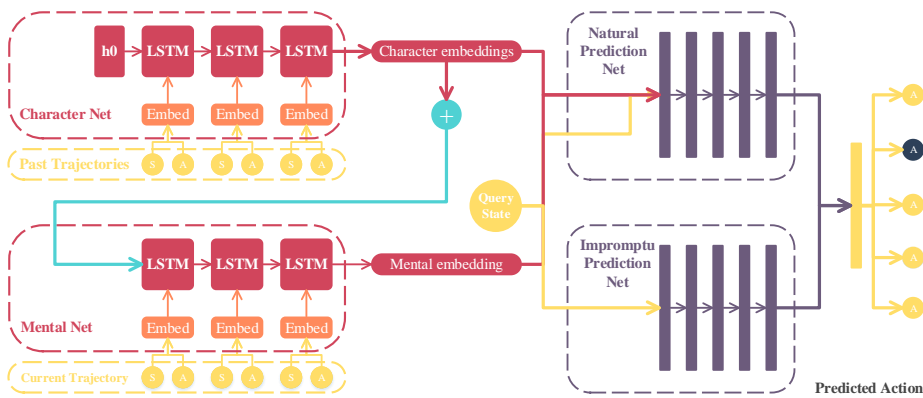 h0 LSTM LSTM LSTM
Character embeddings
Natural
Prediction
Net
Character Net
Embed Embed Embed
+
Past Trajectories
S A S A S A
A
A
A
A
A
Query
State
LSTM LSTM LSTM
Mental embedding
Impromptu
Prediction
Net
Mental Net
Embed Embed Embed
Current Trajectory
S A S A S A
Predicted Action